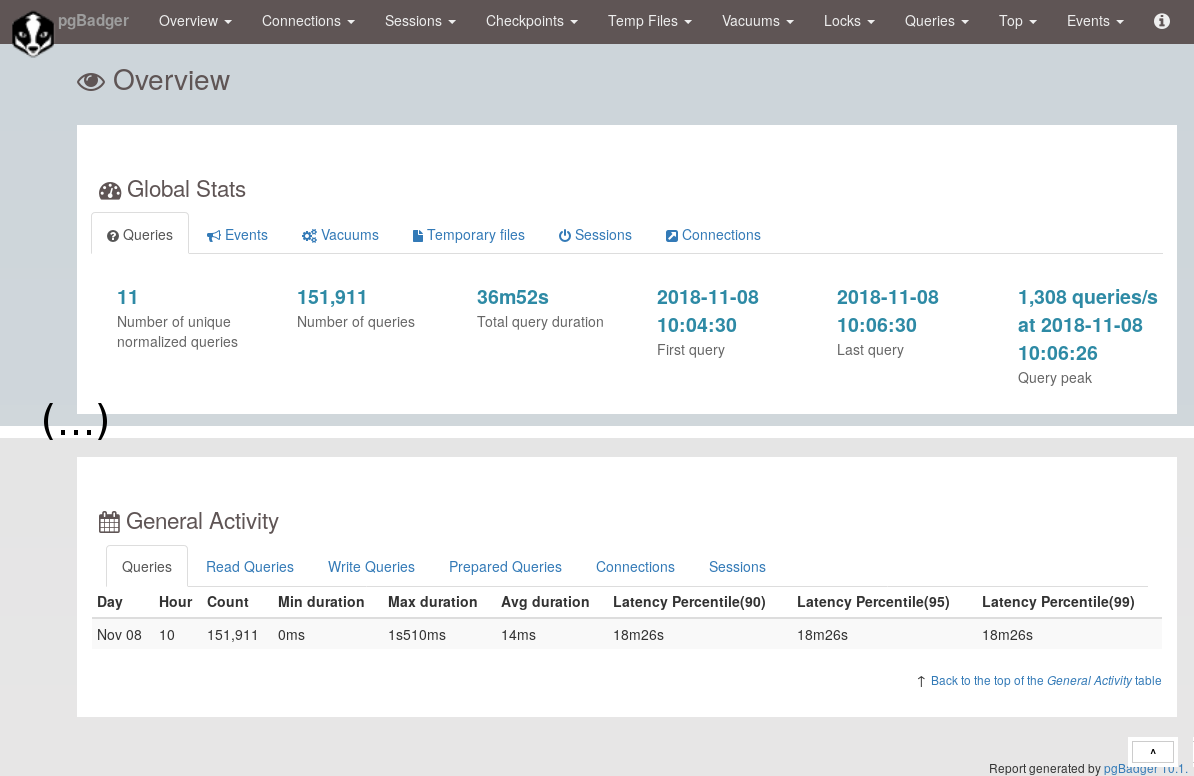 pgBadger Overview Connections Sessions Checkpoints Temp Files Vacuums Locks Queries Top Events
Overview
Global Stats
Queries Events Vacuums Temporary files Sessions Connections
11
Number of unique
normalized queries
151,911
Number of queries
36m52s
Total query duration
2018-11-08
10:04:30
First query
2018-11-08
10:06:30
Last query
1,308 queries/s
at 2018-11-08
10:06:26
Query peak
(...)
General Activity
Queries Read Queries Write Queries Prepared Queries Connections Sessions
Day Hour Count Min duration Max duration Avg duration Latency Percentile(90) Latency Percentile(95) Latency Percentile(99)
Nov 08 10 151,911 0ms 1s510ms 14ms 18m26s 18m26s 18m26s
↑ Back to the top of the General Activity table
^
Report generated by pgBadger 10.1.